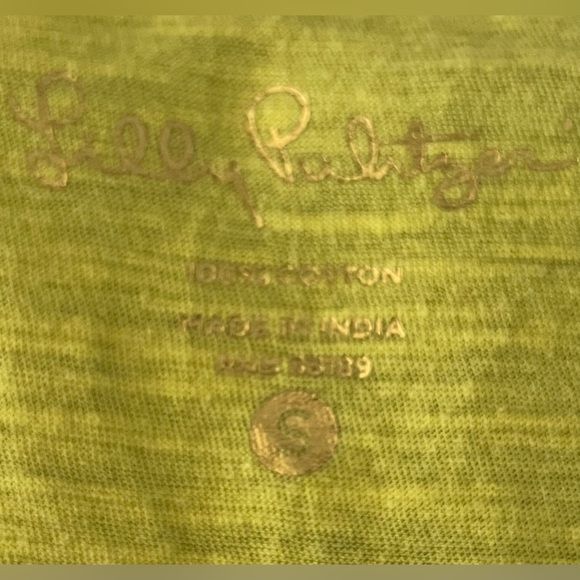 Lilly Pulitzer
100% COTTON
MADE IN INDIA
S